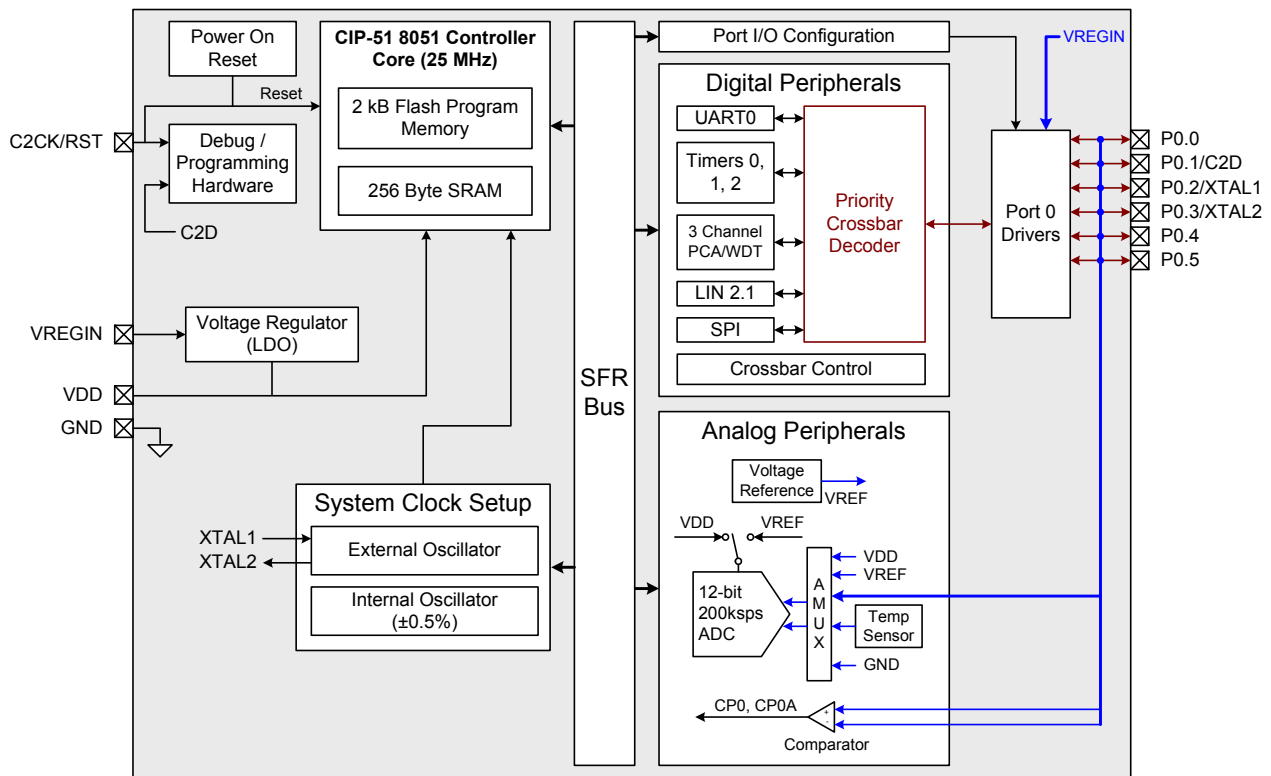 Power On
Reset
Reset
C2CK/RST
Debug /
Programming
Hardware
C2D
CIP-51 8051 Controller
Core (25 MHz)
2 kB Flash Program
Memory
256 Byte SRAM
VREGIN
Voltage Regulator
(LDO)
VDD
GND
System Clock Setup
XTAL1
XTAL2
External Oscillator
Internal Oscillator
(±0.5%)
SFR
Bus
Port I/O Configuration
Digital Peripherals
UART0
Timers 0,
1, 2
3 Channel
PCA/WDT
LIN 2.1
SPI
Priority
Crossbar
Decoder
Crossbar Control
VREGIN
Port 0
Drivers
P0.0
P0.1/C2D
P0.2/XTAL1
P0.3/XTAL2
P0.4
P0.5
Analog Peripherals
Voltage
Reference
VREF
VDD
VREF
12-bit
200ksps
ADC
A
M
U
X
VDD
VREF
Temp
Sensor
GND
CP0, CP0A
+
-
Comparator